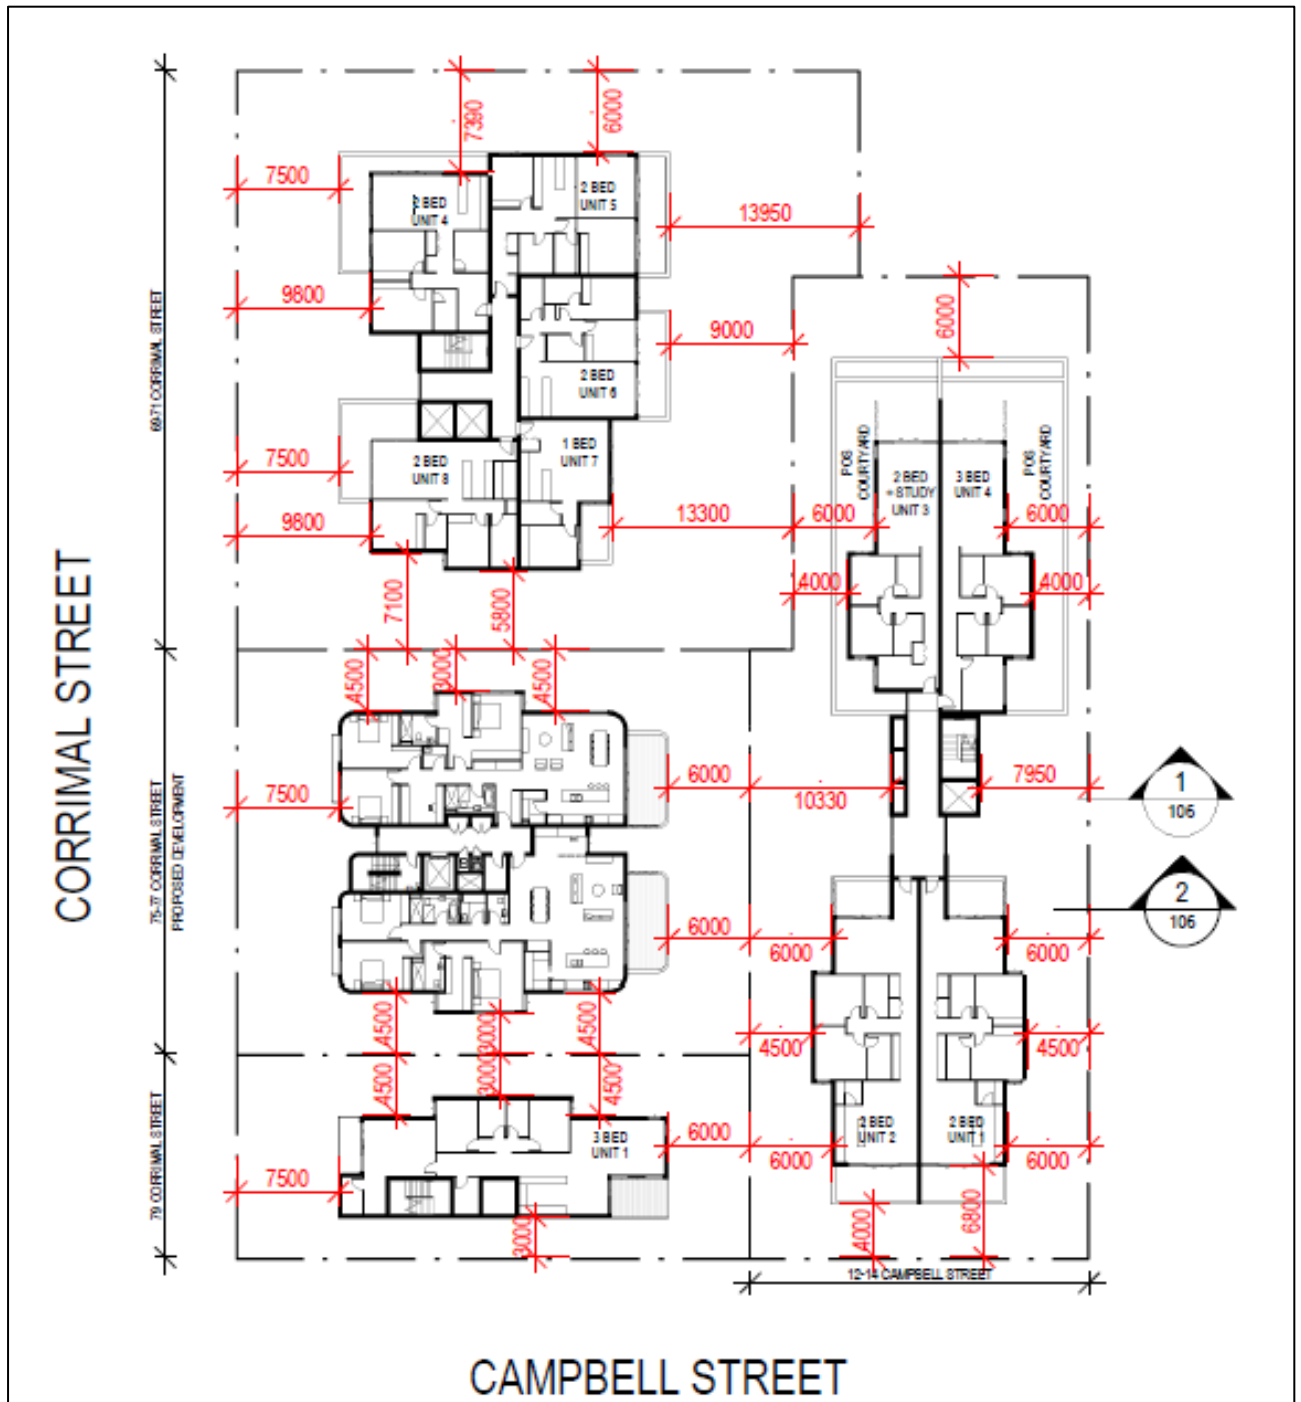 7390
6000
7500
2 BED
UNIT 4
2 BED
UNIT 5
13950
9800
6000
9000
2 BED
UNIT 6
69-71 CORRIMAL STREET
7500
2 BED
UNIT 8
1 BED
UNIT 7
POS
COURTYARD
2 BED
+ STUDY
UNIT 3
3 BED
UNIT 4
POS
COURTYARD
9800
13300
6000
6000
7100
5800
4000
4000
4500
3000
4500
CORRIMAL STREET
75-77 CORRIMAL STREET
PROPOSED DEVELOPMENT
7500
6000
10330
7950
1
106
2
106
6000
6000
6000
4500
3000
4500
4500
4500
4500
3000
4500
79 CORRIMAL STREET
3 BED
UNIT 1
6000
6000
2 BED
UNIT 2
2 BED
UNIT 1
6000
7500
3000
4000
6800
12-14 CAMPBELL STREET
CAMPBELL STREET